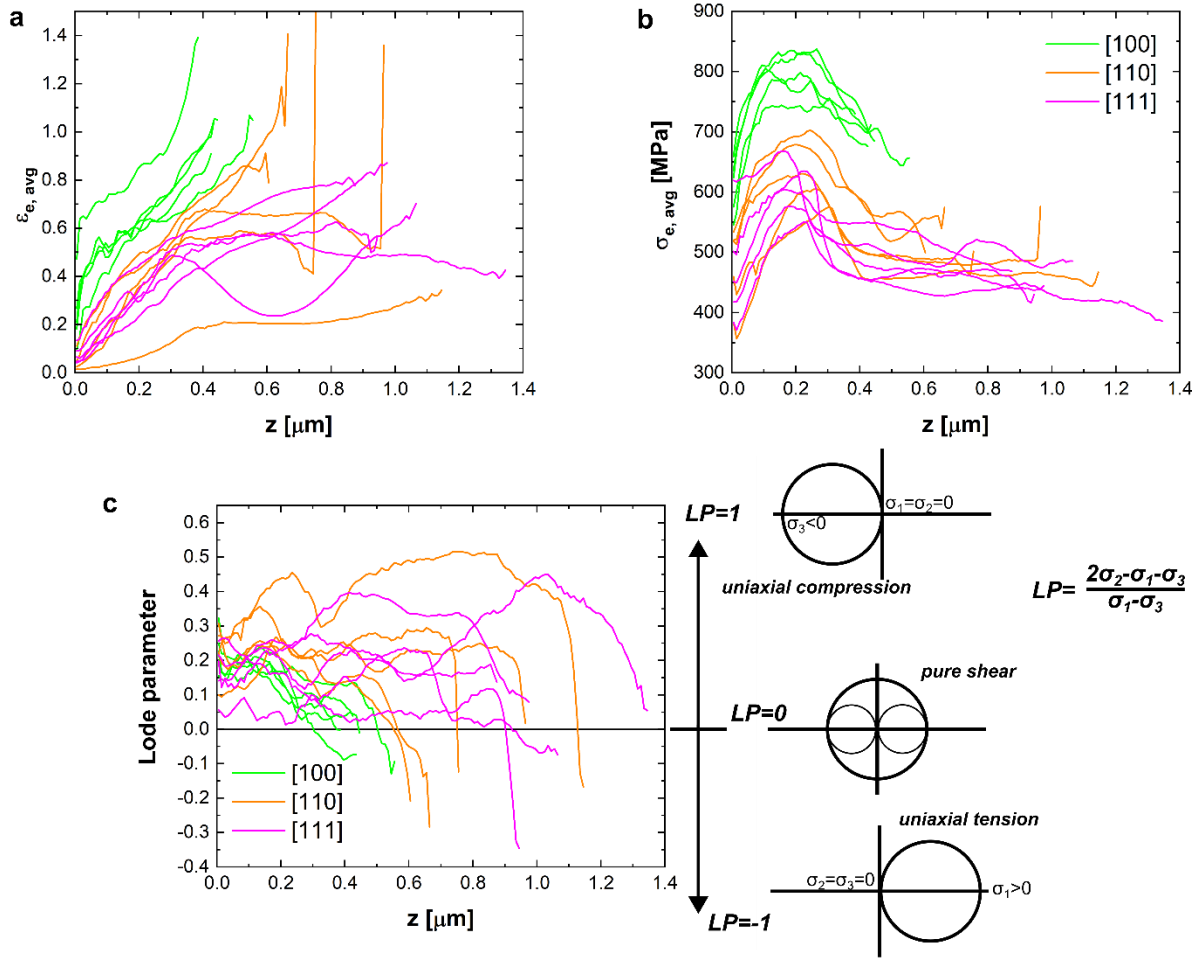 a
1.4
1.2
1.0
0.8
0.6
0.4
0.2
0.0
εe, avg
0.0 0.2 0.4 0.6 0.8 1.0 1.2 1.4
z [μm]
b
900
800
700
600
500
400
300
σe, avg [MPa]
[100]
[110]
[111]
0.0 0.2 0.4 0.6 0.8 1.0 1.2 1.4
z [μm]
c
0.6
0.5
0.4
0.3
0.2
0.1
0.0
-0.1
-0.2
-0.3
-0.4
Lode parameter
[100]
[110]
[111]
0.0 0.2 0.4 0.6 0.8 1.0 1.2 1.4
z [μm]
LP=1
σ1=σ2=0
σ3<0
uniaxial compression
LP= 2σ2-σ1-σ3
σ1-σ3
pure shear
LP=0
uniaxial tension
σ2=σ3=0
σ1>0
LP=-1